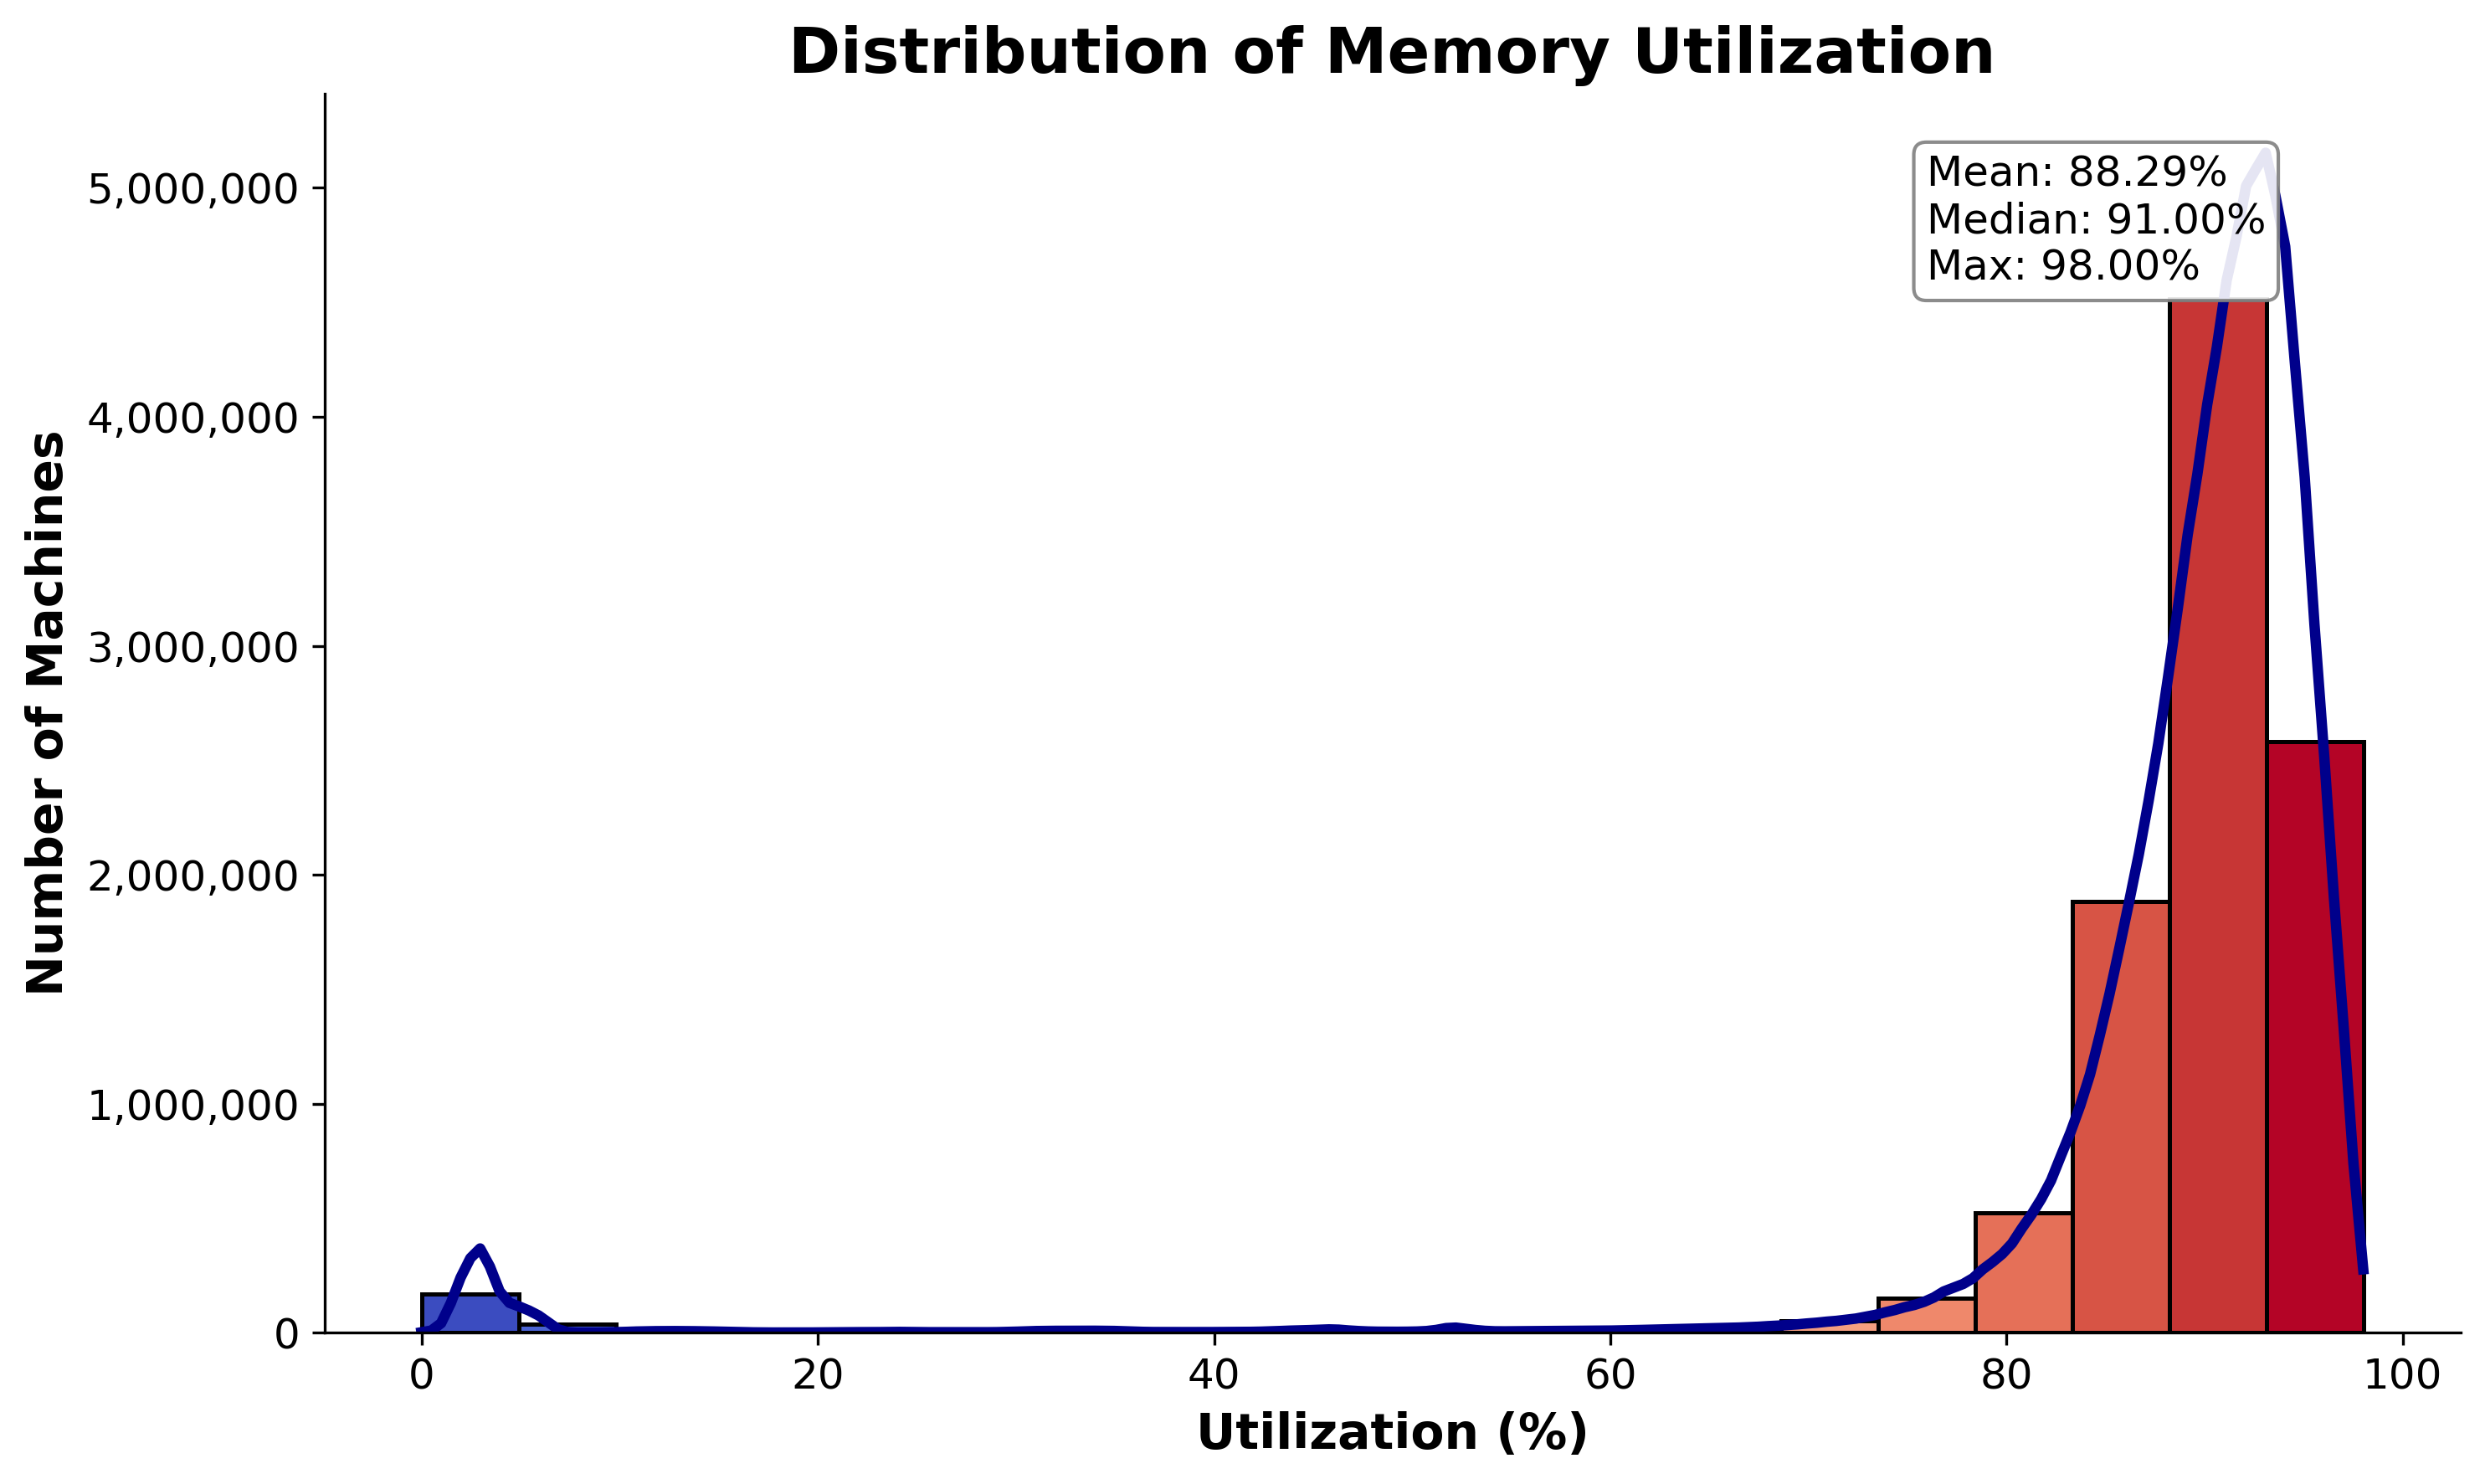 Distribution of Memory Utilization
Mean: 88.29%
Median: 91.00%
Max: 98.00%
Number of Machines
5,000,000
4,000,000
3,000,000
2,000,000
1,000,000
0
0 20 40 60 80 100
Utilization (%)